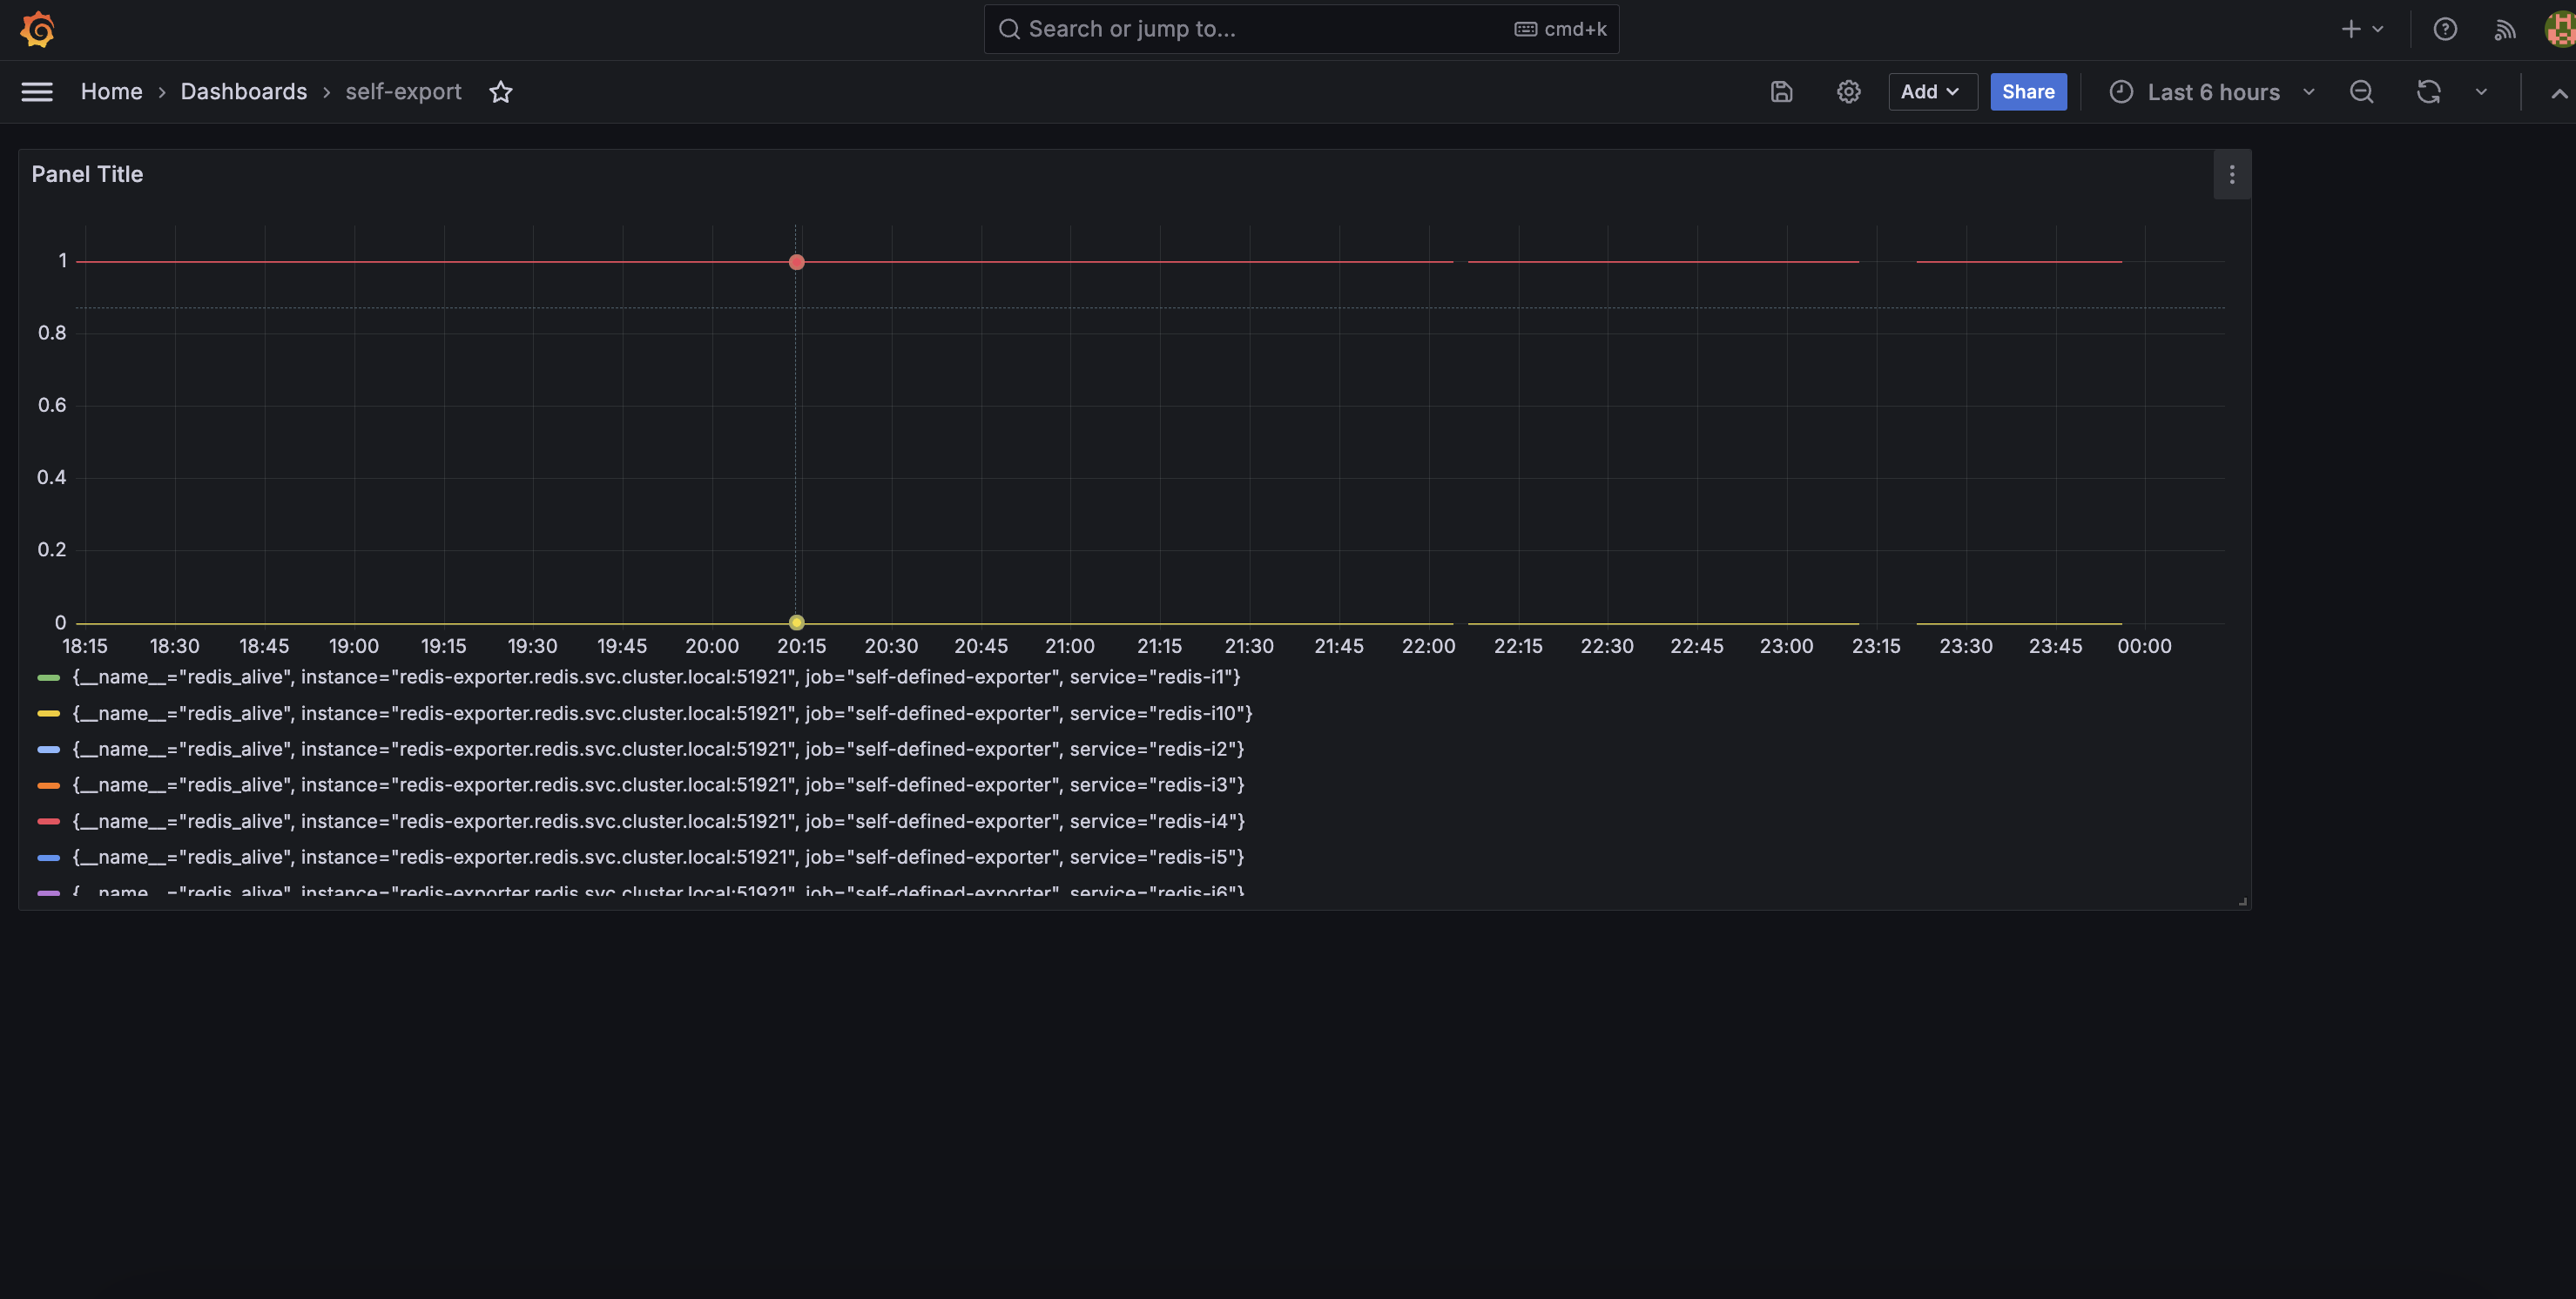 Search or jump to... cmd+k
Home › Dashboards › self-export
Add Share Last 6 hours
Panel Title
1
0.8
0.6
0.4
0.2
0
18:15 18:30 18:45 19:00 19:15 19:30 19:45 20:00 20:15 20:30 20:45 21:00 21:15 21:30 21:45 22:00 22:15 22:30 22:45 23:00 23:15 23:30 23:45 00:00
{__name__="redis_alive", instance="redis-exporter.redis.svc.cluster.local:51921", job="self-defined-exporter", service="redis-i1"}
{__name__="redis_alive", instance="redis-exporter.redis.svc.cluster.local:51921", job="self-defined-exporter", service="redis-i10"}
{__name__="redis_alive", instance="redis-exporter.redis.svc.cluster.local:51921", job="self-defined-exporter", service="redis-i2"}
{__name__="redis_alive", instance="redis-exporter.redis.svc.cluster.local:51921", job="self-defined-exporter", service="redis-i3"}
{__name__="redis_alive", instance="redis-exporter.redis.svc.cluster.local:51921", job="self-defined-exporter", service="redis-i4"}
{__name__="redis_alive", instance="redis-exporter.redis.svc.cluster.local:51921", job="self-defined-exporter", service="redis-i5"}
{__name__="redis_alive", instance="redis-exporter.redis.svc.cluster.local:51921", job="self-defined-exporter", service="redis-i6"}